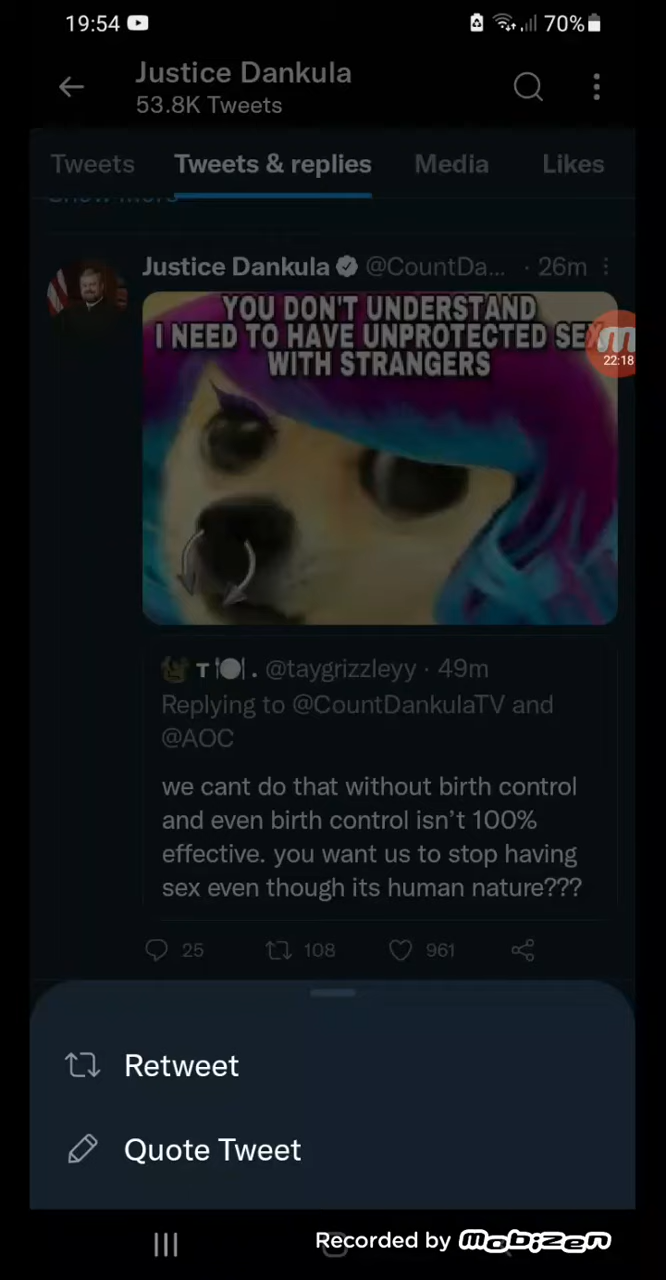 19:54
70%
Justice Dankula
53.8K Tweets
Tweets
Tweets & replies
Media
Likes
Show more
Justice Dankula @CountDa... · 26m
YOU DON'T UNDERSTAND
I NEED TO HAVE UNPROTECTED SEX
WITH STRANGERS
22:18
T . @taygrizzleyy · 49m
Replying to @CountDankulaTV and
@AOC
we cant do that without birth control
and even birth control isn’t 100%
effective. you want us to stop having
sex even though its human nature???
25
108
961
Retweet
Quote Tweet
Recorded by Mobizen